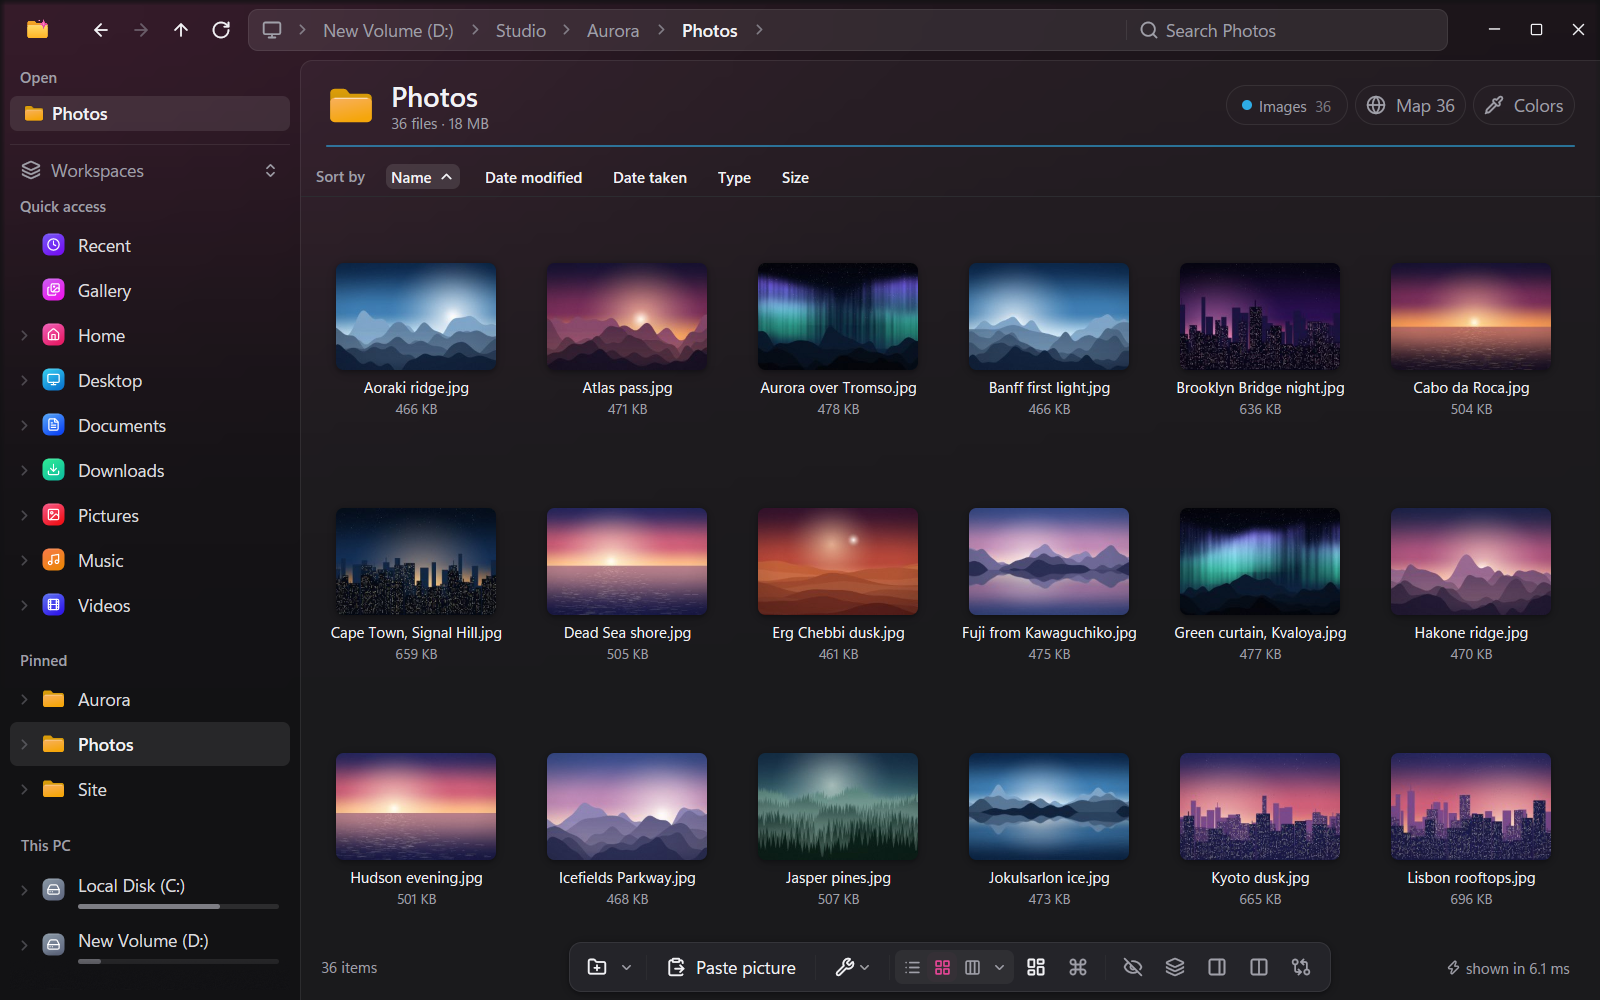 New Volume (D:) Studio Aurora Photos Search Photos
Open
Photos
Workspaces
Quick access
Recent
Gallery
Home
Desktop
Documents
Downloads
Pictures
Music
Videos
Pinned
Aurora
Photos
Site
This PC
Local Disk (C:)
New Volume (D:)
Photos
36 files · 18 MB
Images 36 Map 36 Colors
Sort by Name Date modified Date taken Type Size
Aoraki ridge.jpg Atlas pass.jpg Aurora over Tromso.jpg Banff first light.jpg Brooklyn Bridge night.jpg Cabo da Roca.jpg
466 KB 471 KB 478 KB 466 KB 636 KB 504 KB
Cape Town, Signal Hill.jpg Dead Sea shore.jpg Erg Chebbi dusk.jpg Fuji from Kawaguchiko.jpg Green curtain, Kvaloya.jpg Hakone ridge.jpg
659 KB 505 KB 461 KB 475 KB 477 KB 470 KB
Hudson evening.jpg Icefields Parkway.jpg Jasper pines.jpg Jokulsarlon ice.jpg Kyoto dusk.jpg Lisbon rooftops.jpg
501 KB 468 KB 507 KB 473 KB 665 KB 696 KB
36 items Paste picture shown in 6.1 ms